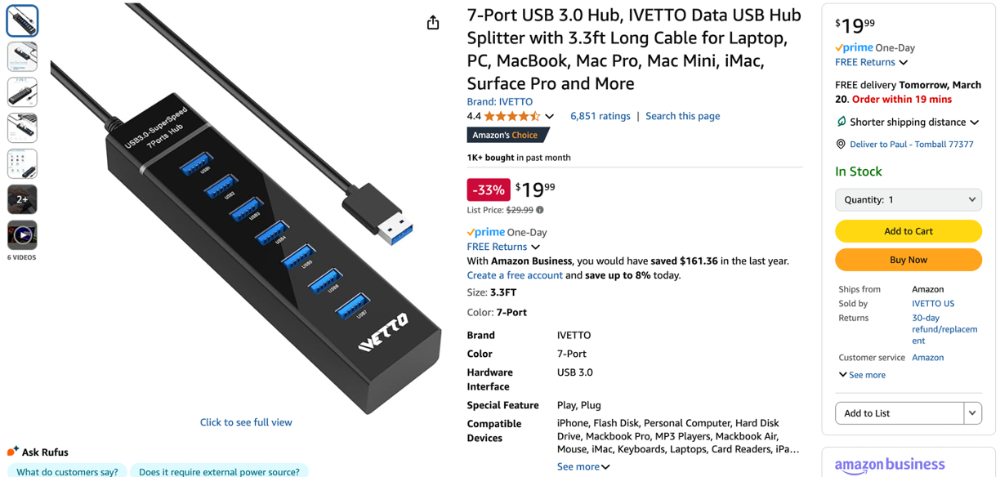 7-Port USB 3.0 Hub, IVETTO Data USB Hub
Splitter with 3.3ft Long Cable for Laptop,
PC, MacBook, Mac Pro, Mac Mini, iMac,
Surface Pro and More
Brand: IVETTO
4.4 6,851 ratings | Search this page
Amazon's Choice
1K+ bought in past month
-33% $19.99
List Price: $29.99
prime One-Day
FREE Returns
With Amazon Business, you would have saved $161.36 in the last year.
Create a free account and save up to 8% today.
Size: 3.3FT
Color: 7-Port
Brand IVETTO
Color 7-Port
Hardware Interface USB 3.0
Special Feature Play, Plug
Compatible Devices iPhone, Flash Disk, Personal Computer, Hard Disk
Drive, Mackbook Pro, MP3 Players, Mackbook Air,
Mouse, iMac, Keyboards, Laptops, Card Readers, iPa…
See more
USB3.0-SuperSpeed
7Ports Hub
USB1
USB2
USB3
USB4
USB5
USB6
USB7
IVETTO
2+
6 VIDEOS
Click to see full view
Ask Rufus
What do customers say?
Does it require external power source?
$19.99
prime One-Day
FREE Returns
FREE delivery Tomorrow, March
20. Order within 19 mins
Shorter shipping distance
Deliver to Paul - Tomball 77377
In Stock
Quantity: 1
Add to Cart
Buy Now
Ships from Amazon
Sold by IVETTO US
Returns 30-day
refund/replacem
ent
Customer service Amazon
See more
Add to List
amazon business